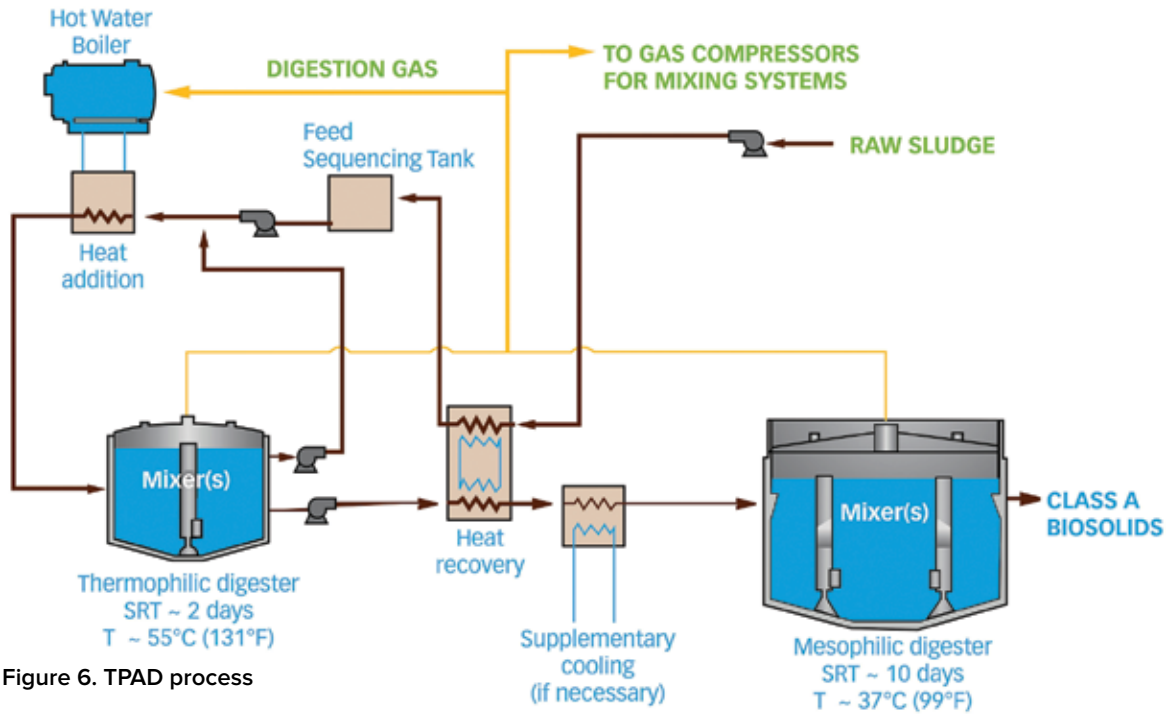 Hot Water
Boiler
DIGESTION GAS
TO GAS COMPRESSORS
FOR MIXING SYSTEMS
Feed
Sequencing Tank
RAW SLUDGE
Heat
addition
Mixer(s)
Thermophilic digester
SRT ~ 2 days
T ~ 55°C (131°F)
Heat
recovery
Supplementary
cooling
(if necessary)
Mixer(s)
CLASS A
BIOSOLIDS
Mesophilic digester
SRT ~ 10 days
T ~ 37°C (99°F)
Figure 6. TPAD process